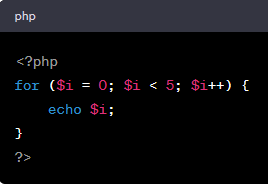 php
<?php
for ($i = 0; $i < 5; $i++) {
    echo $i;
}
?>